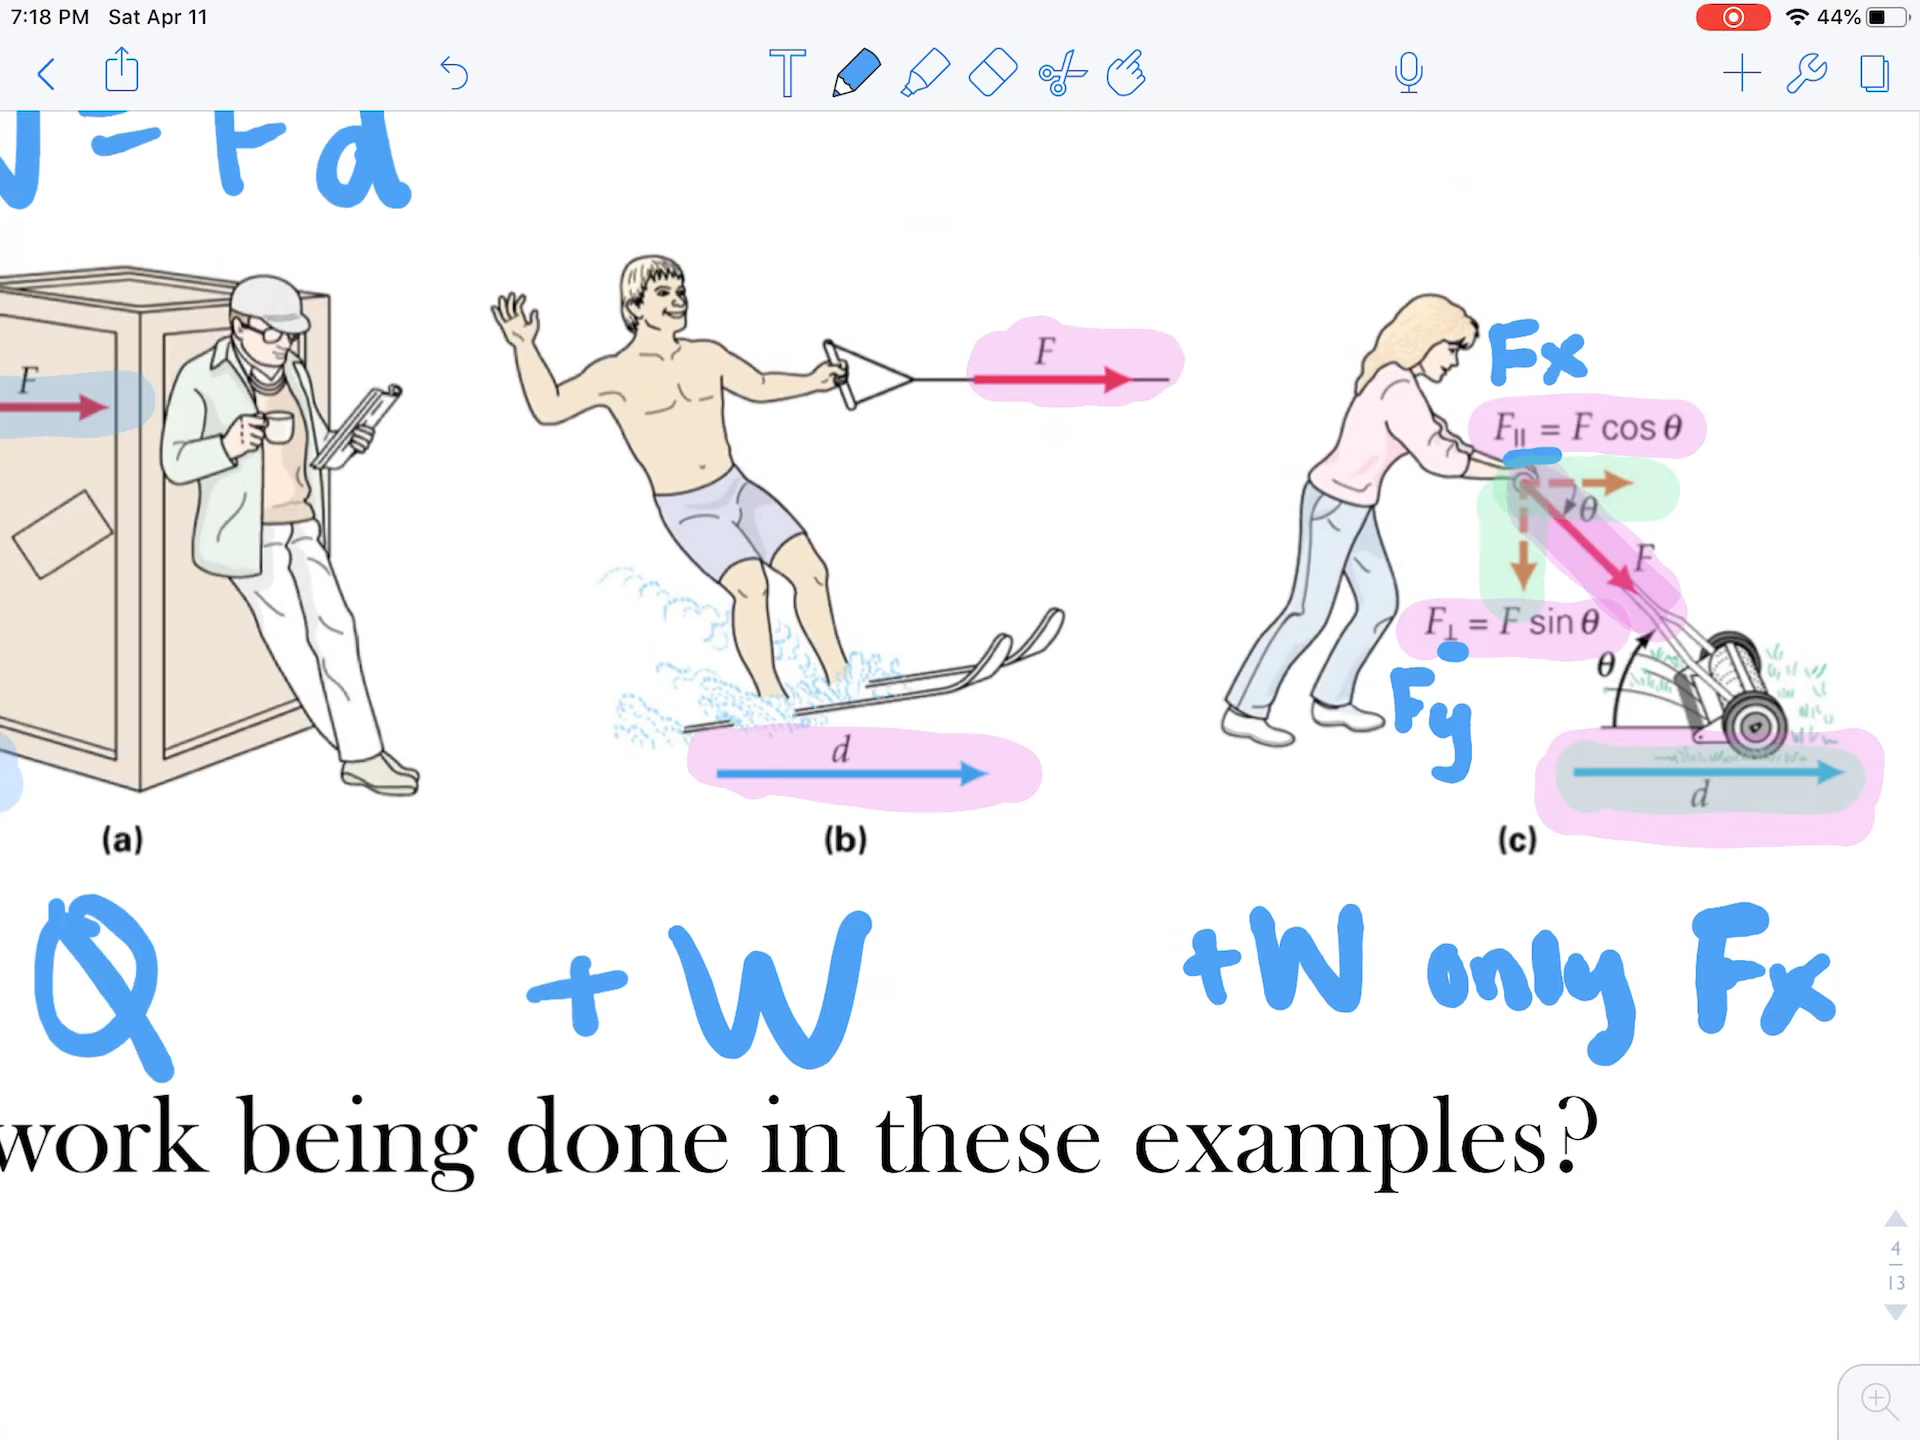 7:18 PM Sat Apr 11
44%
T
= Fd
F
F
Fx
F∥ = F cos θ
θ
F
F⊥ = F sin θ
θ
Fy
d
d
(a)
(b)
(c)
+ W
+W only Fx
work being done in these examples?
4
13